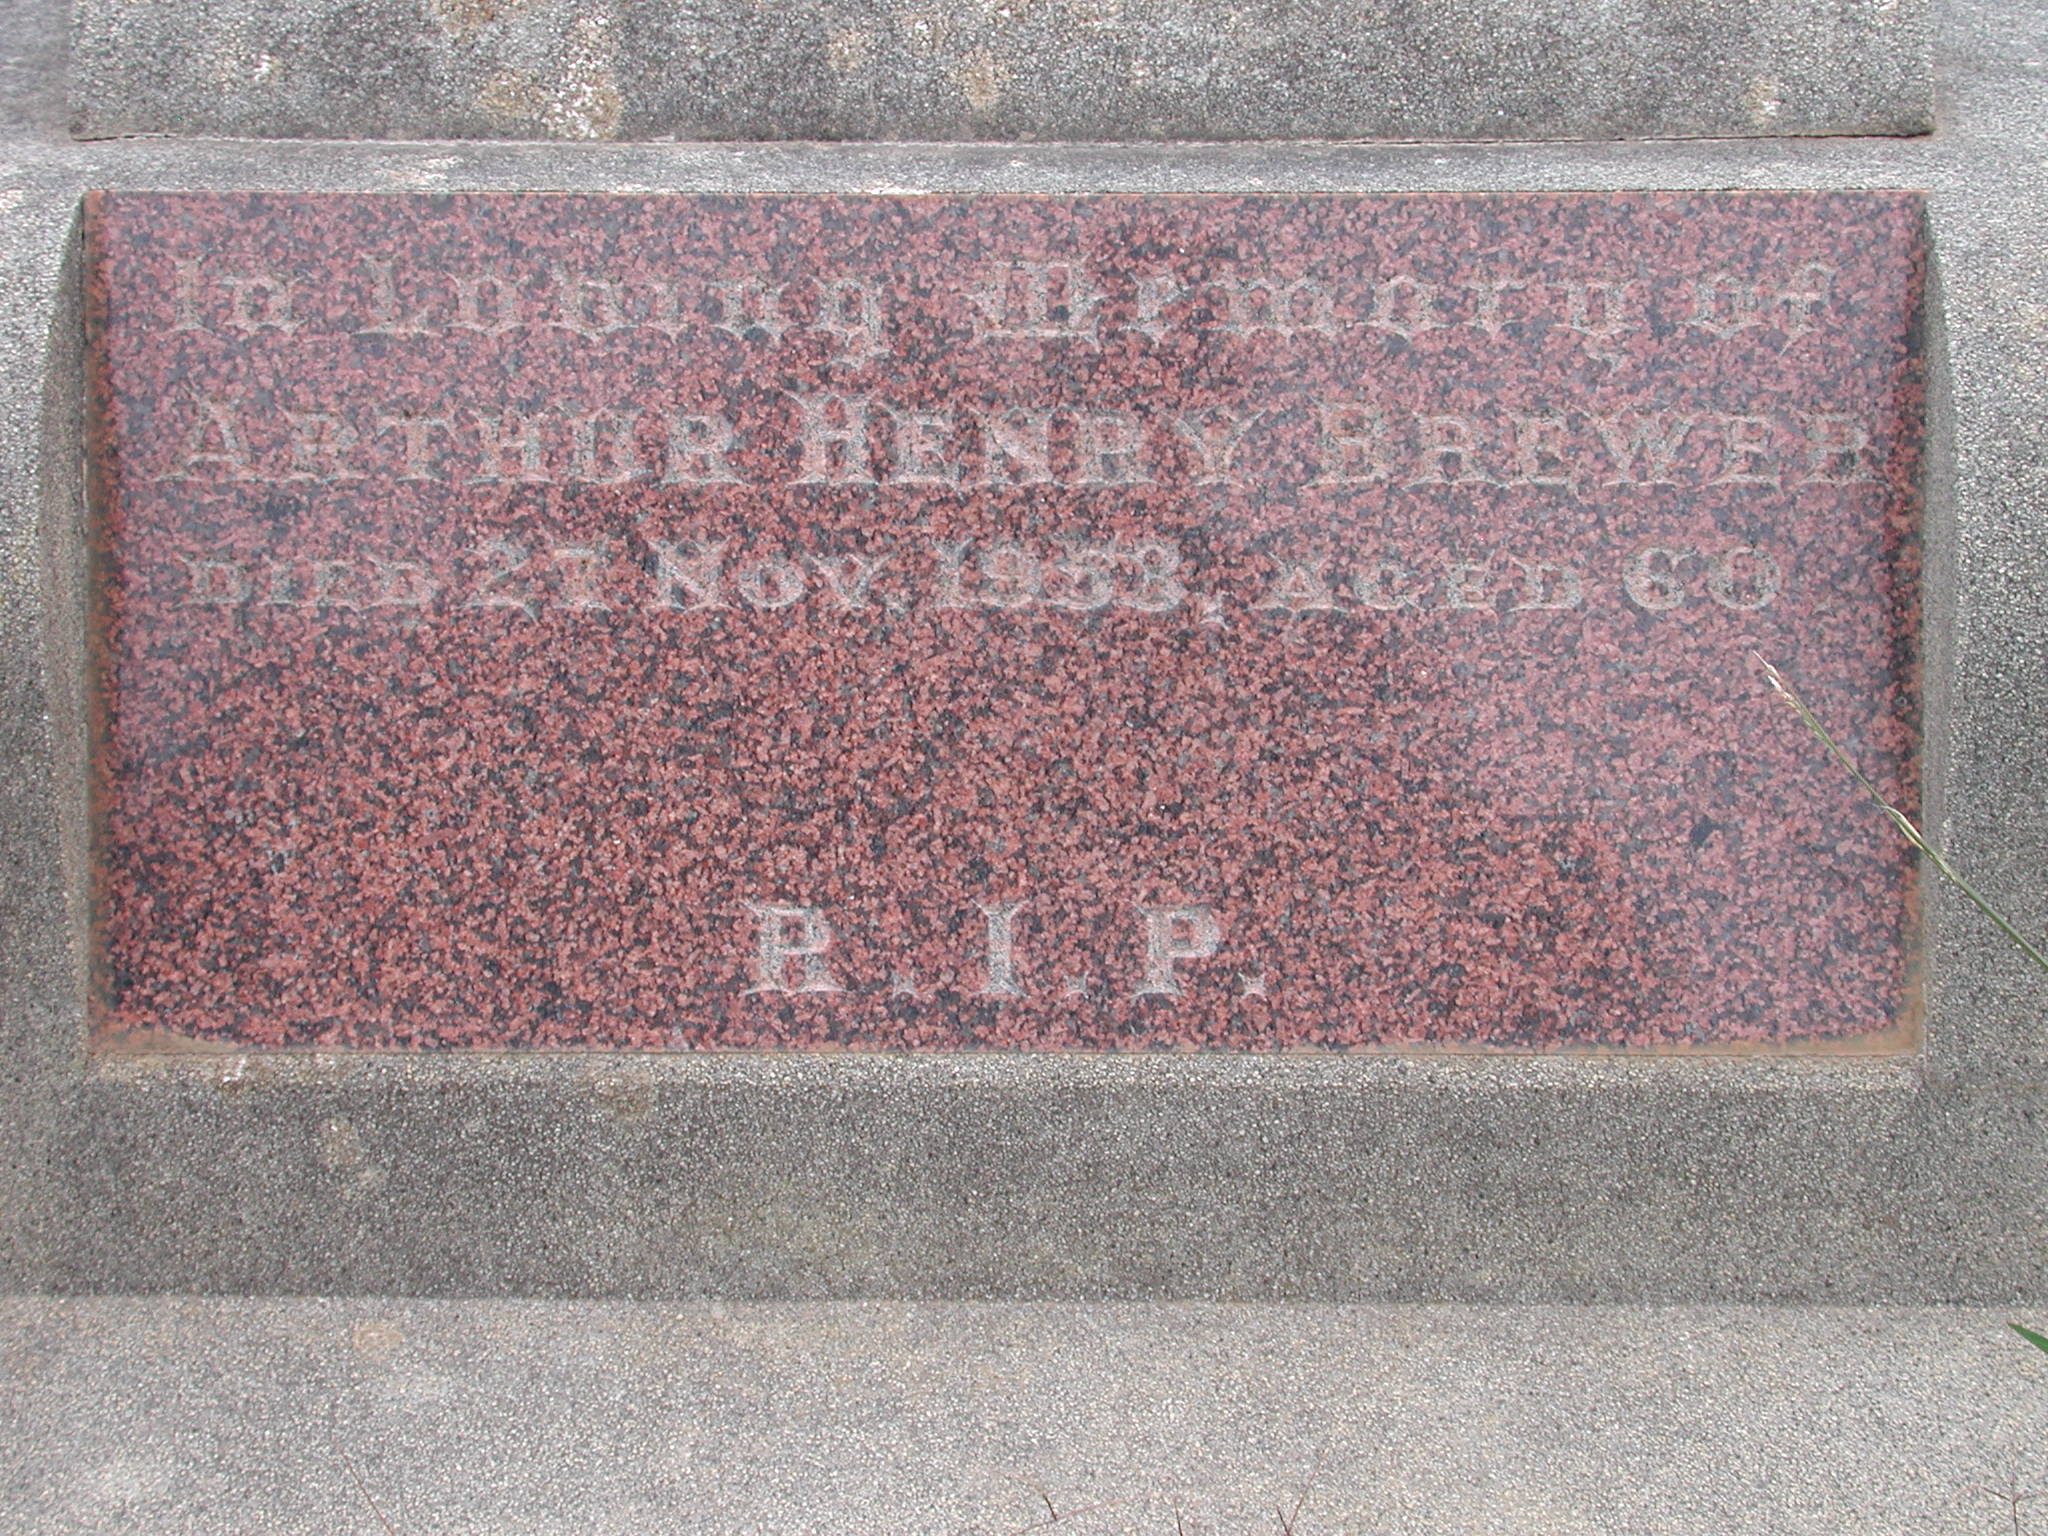 In Loving Memory of
ARTHUR HENRY BREWER
DIED 27 NOV. 1953, AGED 60.
R.I.P.